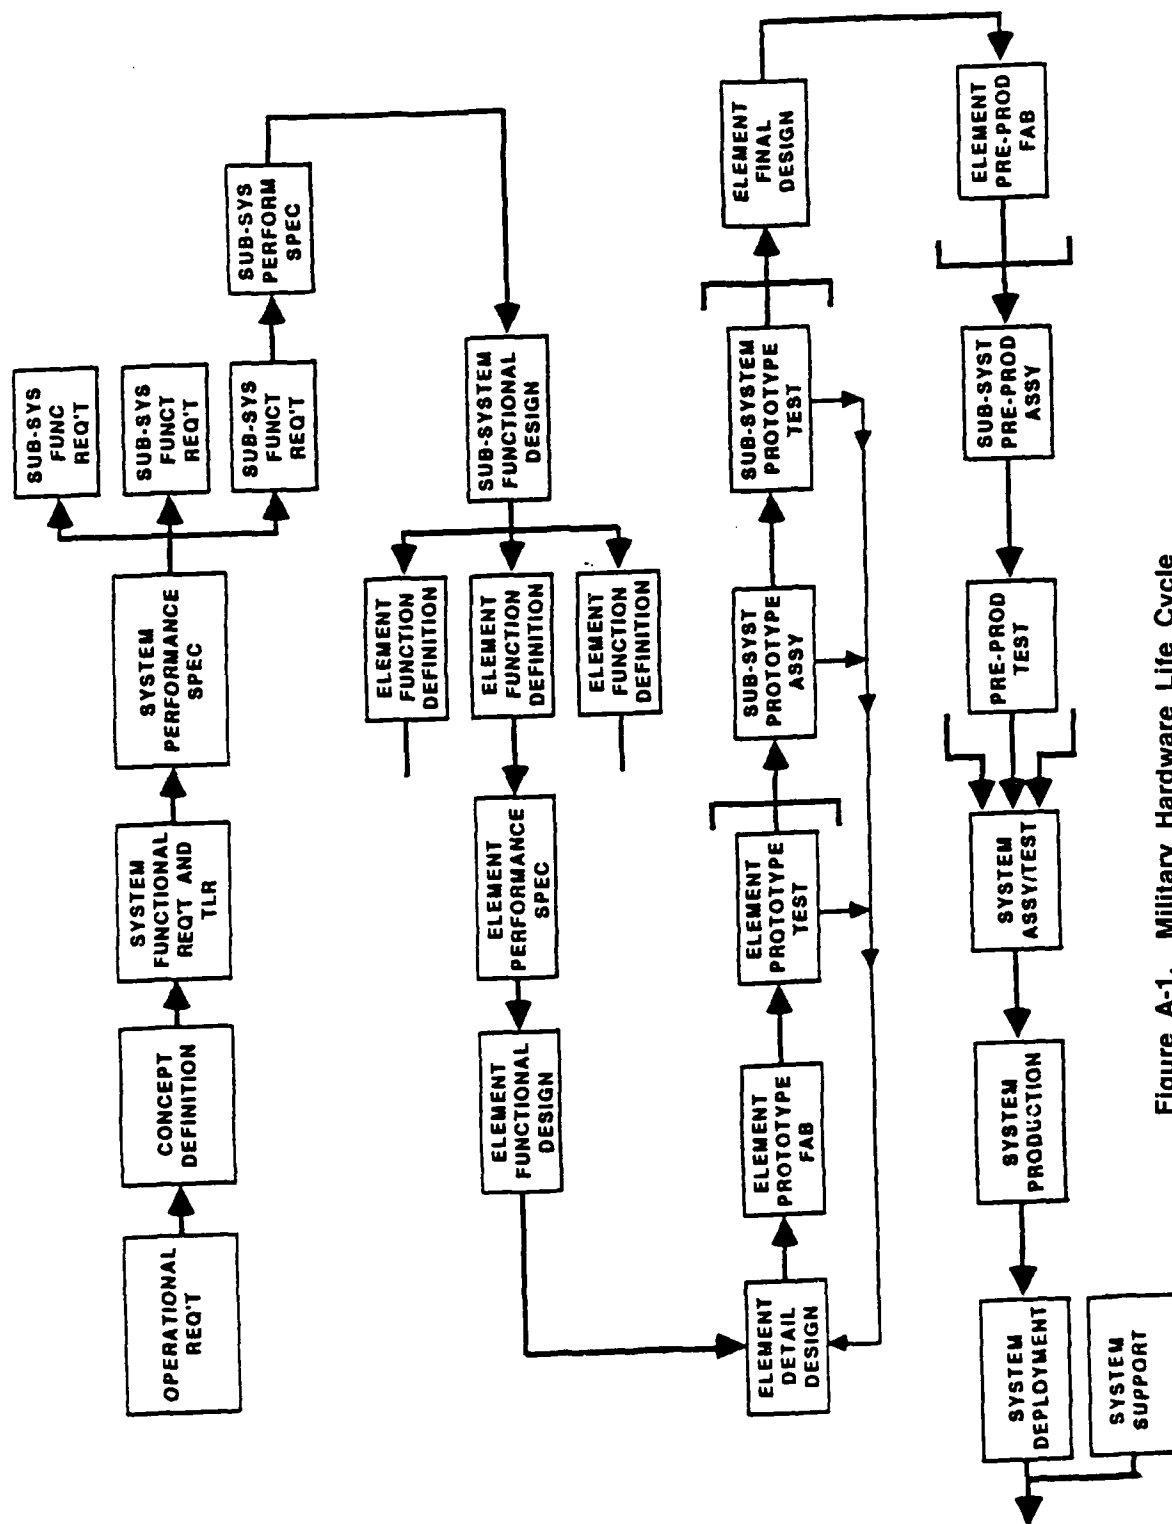 OPERATIONAL
REQ'T
CONCEPT
DEFINITION
SYSTEM
FUNCTIONAL
REQ'T AND
TLR
SYSTEM
PERFORMANCE
SPEC
SUB-SYS
FUNC
REQ'T
SUB-SYS
FUNCT
REQ'T
SUB-SYS
FUNCT
REQ'T
SUB-SYS
PERFORM
SPEC
SUB-SYSTEM
FUNCTIONAL
DESIGN
ELEMENT
FUNCTION
DEFINITION
ELEMENT
FUNCTION
DEFINITION
ELEMENT
FUNCTION
DEFINITION
ELEMENT
PERFORMANCE
SPEC
ELEMENT
FUNCTIONAL
DESIGN
ELEMENT
DETAIL
DESIGN
ELEMENT
PROTOTYPE
FAB
ELEMENT
PROTOTYPE
TEST
SUB-SYST
PROTOTYPE
ASSY
SUB-SYSTEM
PROTOTYPE
TEST
ELEMENT
FINAL
DESIGN
ELEMENT
PRE-PROD
FAB
SUB-SYST
PRE-PROD
ASSY
PRE-PROD
TEST
SYSTEM
ASSY/TEST
SYSTEM
PRODUCTION
SYSTEM
DEPLOYMENT
SYSTEM
SUPPORT
Figure A-1. Military Hardware Life Cycle